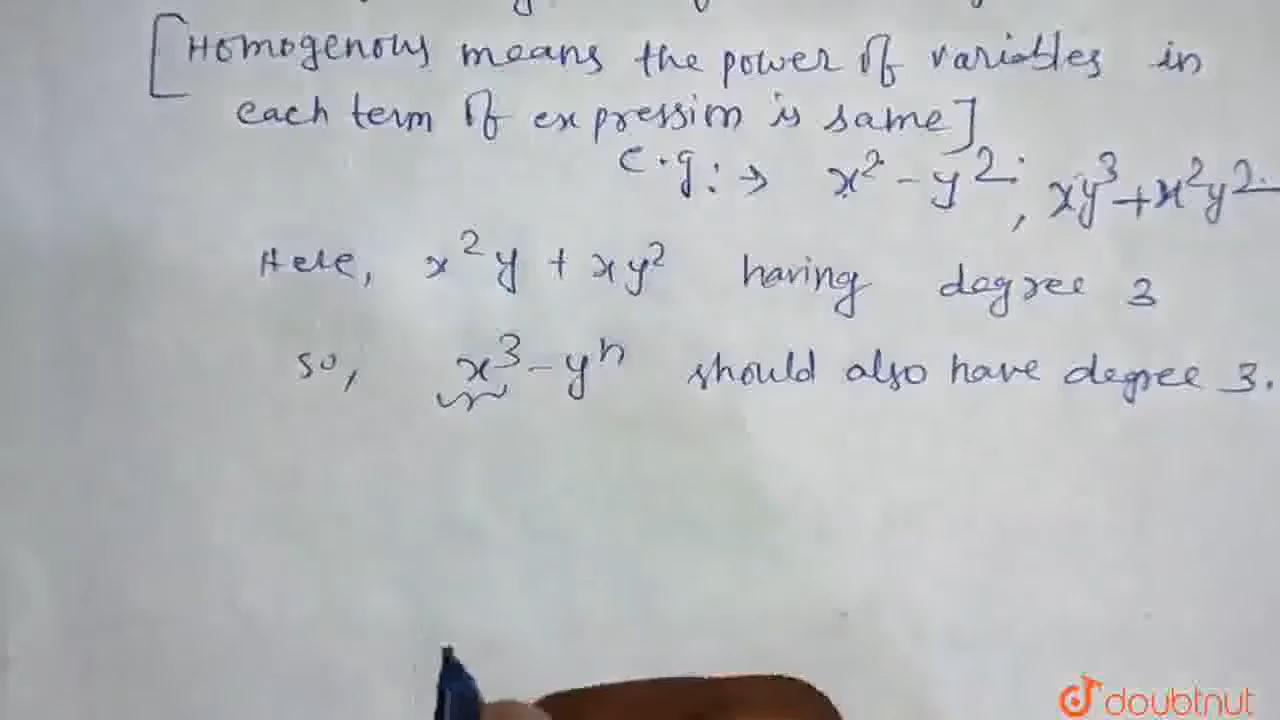 [Homogenous means the power of variables in
each term of expression is same]
e.g: → x² - y²; xy³ + x²y²
Here, x²y + xy² having degree 3
so, x³ - yⁿ should also have degree 3.
doubtnut